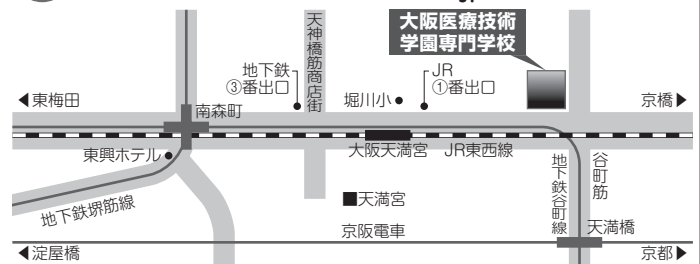 大阪医療技術
学園専門学校
天神橋筋商店街
地下鉄
③番出口
JR
①番出口
堀川小
◀東梅田
南森町
京橋▶
東興ホテル
大阪天満宮
JR東西線
地下鉄谷町線
谷町筋
地下鉄堺筋線
■天満宮
天満橋
京阪電車
◀淀屋橋
京都▶